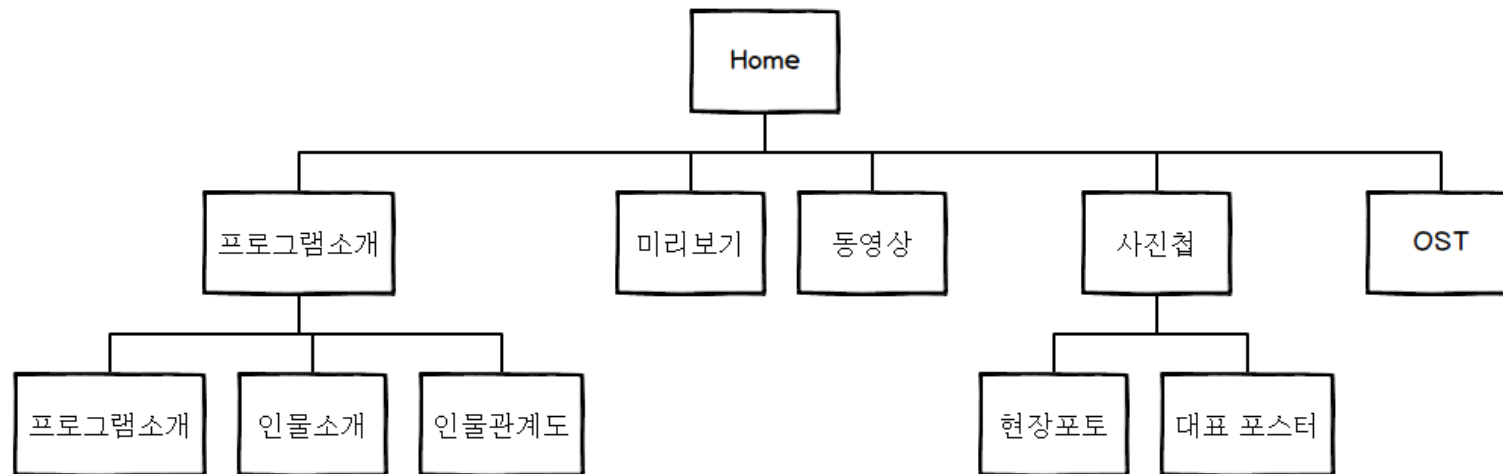 Home
프로그램소개
미리보기
동영상
사진첩
OST
프로그램소개
인물소개
인물관계도
현장포토
대표 포스터